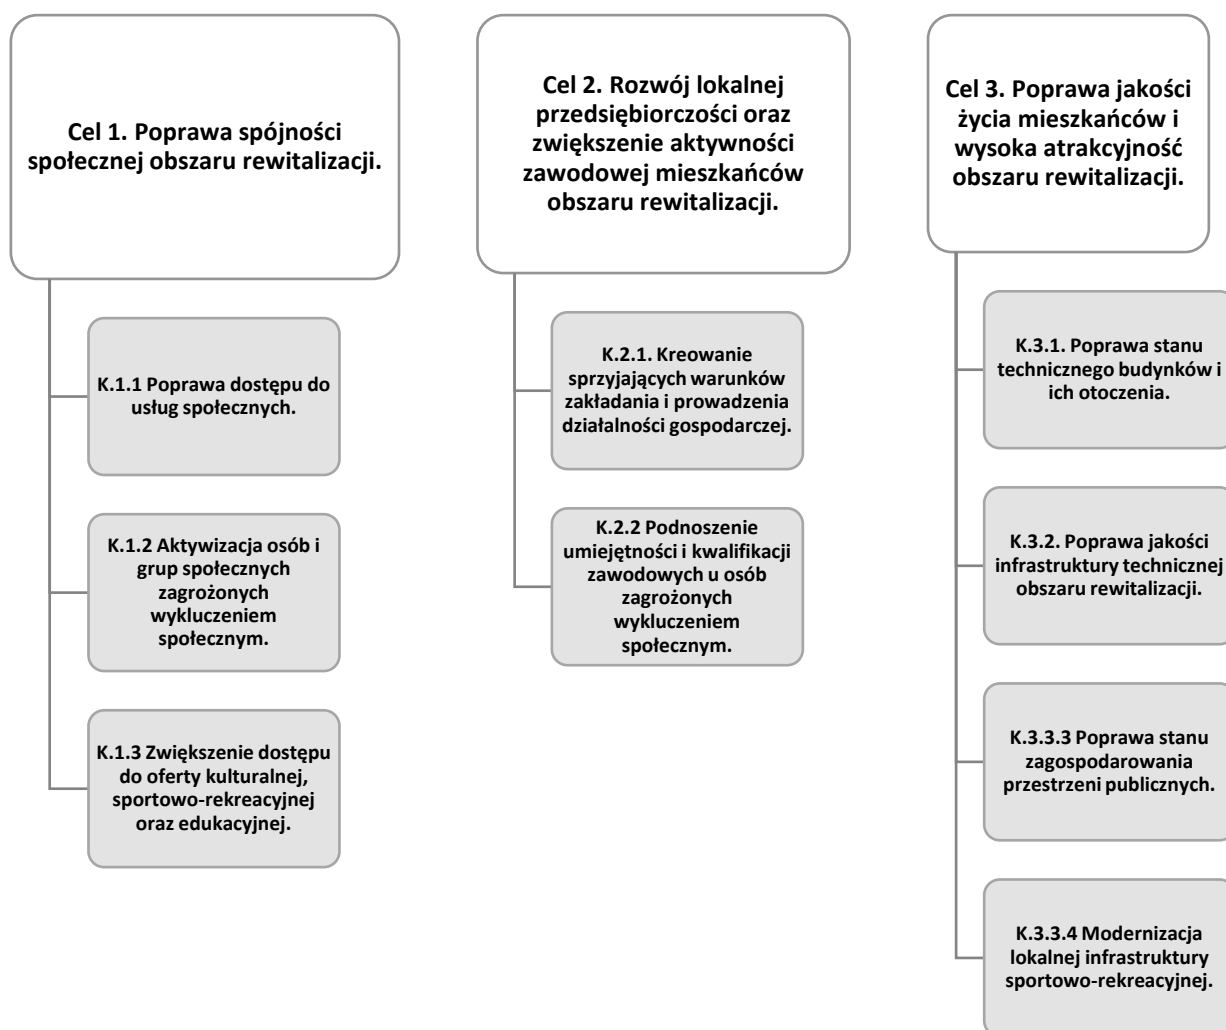 Cel 1. Poprawa spójności
społecznej obszaru rewitalizacji.
K.1.1 Poprawa dostępu do
usług społecznych.
K.1.2 Aktywizacja osób i
grup społecznych
zagrożonych
wykluczeniem
społecznym.
K.1.3 Zwiększenie dostępu
do oferty kulturalnej,
sportowo-rekreacyjnej
oraz edukacyjnej.
Cel 2. Rozwój lokalnej
przedsiębiorczości oraz
zwiększenie aktywności
zawodowej mieszkańców
obszaru rewitalizacji.
K.2.1. Kreowanie
sprzyjających warunków
zakładania i prowadzenia
działalności gospodarczej.
K.2.2 Podnoszenie
umiejętności i kwalifikacji
zawodowych u osób
zagrożonych
wykluczeniem
społecznym.
Cel 3. Poprawa jakości
życia mieszkańców i
wysoka atrakcyjność
obszaru rewitalizacji.
K.3.1. Poprawa stanu
technicznego budynków i
ich otoczenia.
K.3.2. Poprawa jakości
infrastruktury technicznej
obszaru rewitalizacji.
K.3.3.3 Poprawa stanu
zagospodarowania
przestrzeni publicznych.
K.3.3.4 Modernizacja
lokalnej infrastruktury
sportowo-rekreacyjnej.